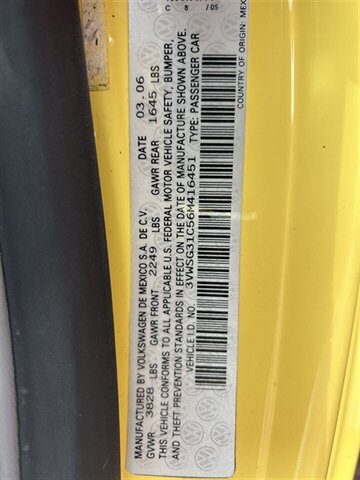 MANUFACTURED BY VOLKSWAGEN DE MEXICO S.A. DE C.V. DATE 03.06
GVWR 3828 LBS GAWR FRONT 2249 LBS GAWR REAR 1645 LBS
THIS VEHICLE CONFORMS TO ALL APPLICABLE U.S. FEDERAL MOTOR VEHICLE SAFETY, BUMPER,
AND THEFT PREVENTION STANDARDS IN EFFECT ON THE DATE OF MANUFACTURE SHOWN ABOVE.
VEHICLE I.D. NO. 3VWSG31C56M416451 TYPE: PASSENGER CAR
C 8 /05
COUNTRY OF ORIGIN: MEX